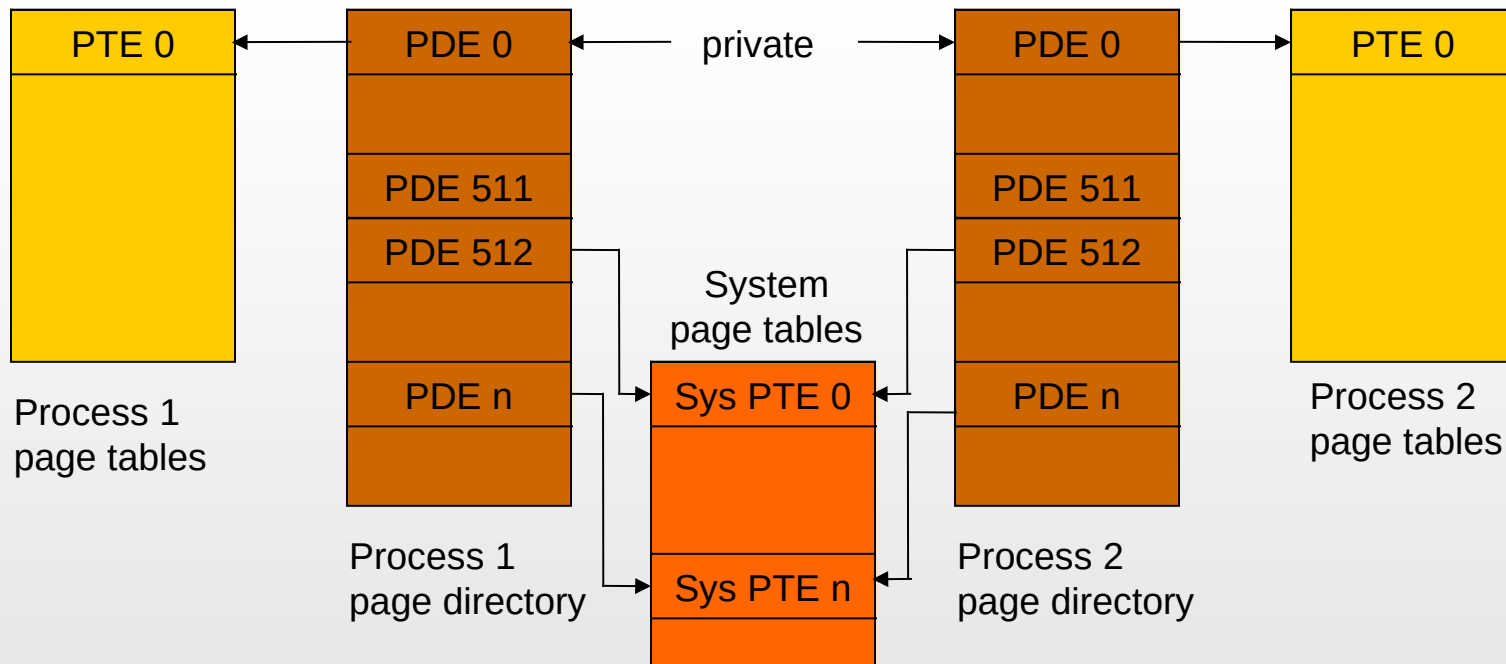 PTE 0
PDE 0
private
PDE 0
PTE 0
PDE 511
PDE 511
PDE 512
PDE 512
System
page tables
PDE n
Sys PTE 0
PDE n
Process 1
page tables
Process 2
page tables
Process 1
page directory
Sys PTE n
Process 2
page directory